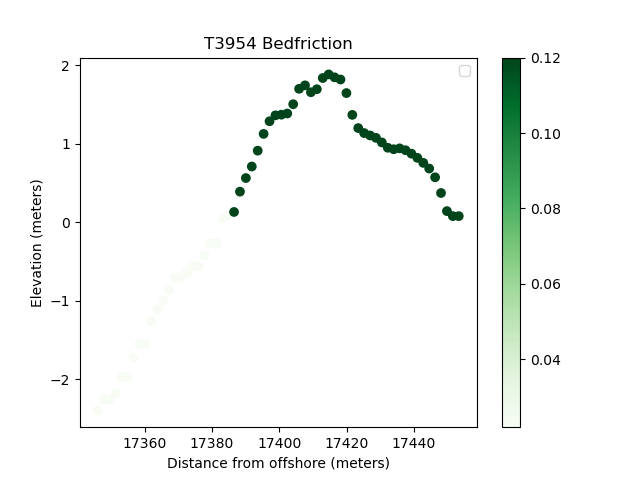 T3954 Bedfriction
2
1
0
−1
−2
Elevation (meters)
17360 17380 17400 17420 17440
Distance from offshore (meters)
0.12
0.10
0.08
0.06
0.04